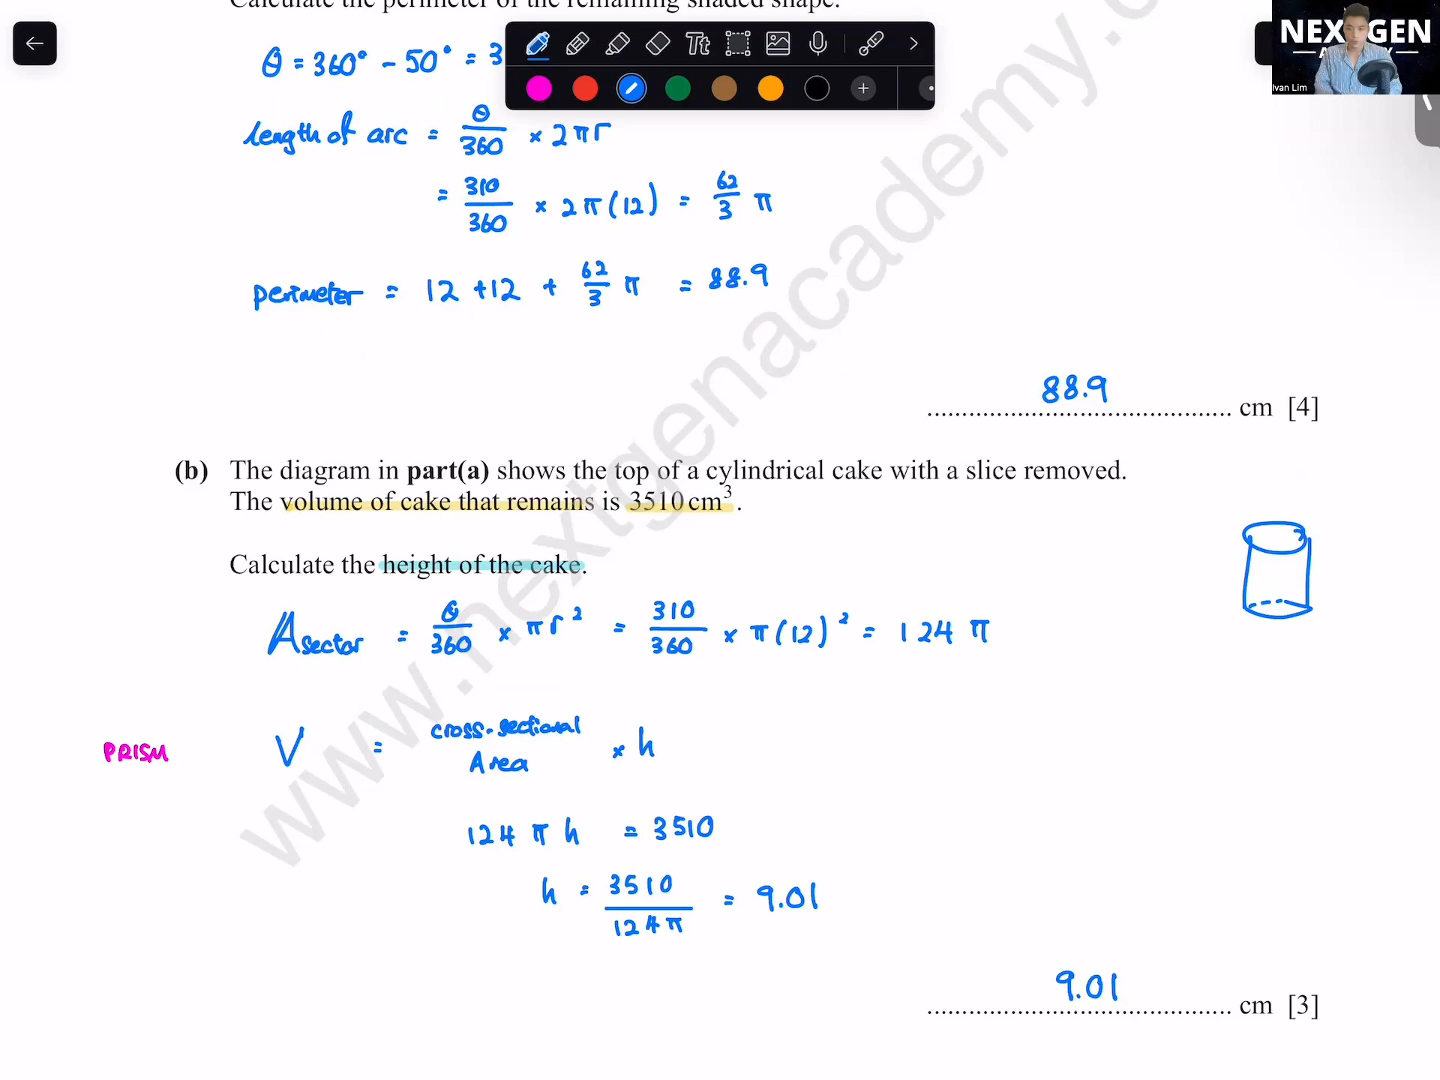 Calculate the perimeter of the remaining shaded shape.
θ = 360° - 50° = 3
Tt
NEXTGEN
Ivan Lim
length of arc = θ/360 × 2πr
= 310/360 × 2π(12) = 62/3 π
perimeter = 12 + 12 + 62/3 π = 88.9
88.9
........................................... cm [4]
(b) The diagram in part(a) shows the top of a cylindrical cake with a slice removed.
The volume of cake that remains is 3510 cm³.
Calculate the height of the cake.
Asector = θ/360 × πr² = 310/360 × π(12)² = 124π
PRISM V = cross-sectional Area × h
124πh = 3510
h = 3510/124π = 9.01
9.01
........................................... cm [3]
www.nextgenacademy.c